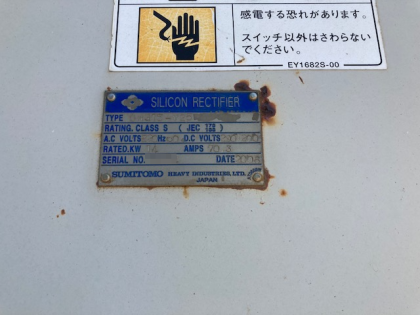 感電する恐れがあります。
スイッチ以外はさわらない
でください。
EY1682S-00
SILICON RECTIFIER
TYPE
RATING. CLASS S ( JEC )
A.C VOLTS Hz D.C VOLTS
RATED.KW AMPS
SERIAL NO. DATE
SUMITOMO HEAVY INDUSTRIES, LTD.
JAPAN